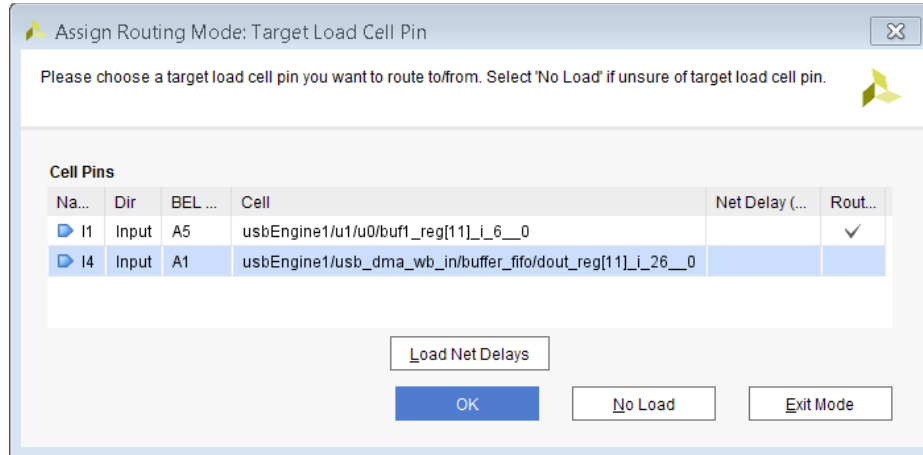 Assign Routing Mode: Target Load Cell Pin
Please choose a target load cell pin you want to route to/from. Select 'No Load' if unsure of target load cell pin.
Cell Pins
Na... Dir BEL ... Cell Net Delay (... Rout...
I1 Input A5 usbEngine1/u1/u0/buf1_reg[11]_i_6__0
I4 Input A1 usbEngine1/usb_dma_wb_in/buffer_fifo/dout_reg[11]_i_26__0
Load Net Delays
OK No Load Exit Mode